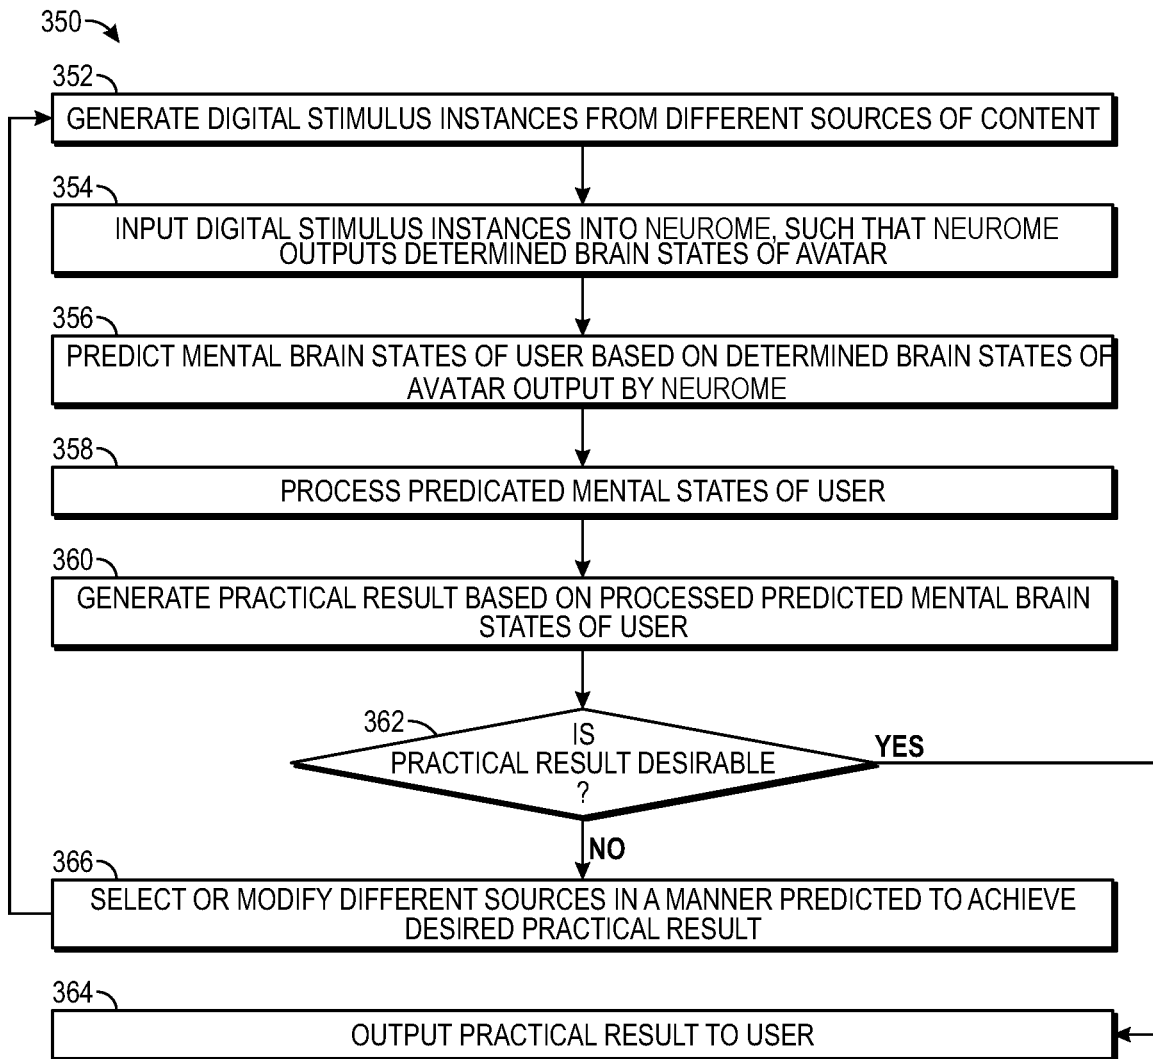 350
352
GENERATE DIGITAL STIMULUS INSTANCES FROM DIFFERENT SOURCES OF CONTENT
354
INPUT DIGITAL STIMULUS INSTANCES INTO NEUROME, SUCH THAT NEUROME
OUTPUTS DETERMINED BRAIN STATES OF AVATAR
356
PREDICT MENTAL BRAIN STATES OF USER BASED ON DETERMINED BRAIN STATES OF
AVATAR OUTPUT BY NEUROME
358
PROCESS PREDICATED MENTAL STATES OF USER
360
GENERATE PRACTICAL RESULT BASED ON PROCESSED PREDICTED MENTAL BRAIN
STATES OF USER
362
IS
PRACTICAL RESULT DESIRABLE
?
YES
NO
366
SELECT OR MODIFY DIFFERENT SOURCES IN A MANNER PREDICTED TO ACHIEVE
DESIRED PRACTICAL RESULT
364
OUTPUT PRACTICAL RESULT TO USER